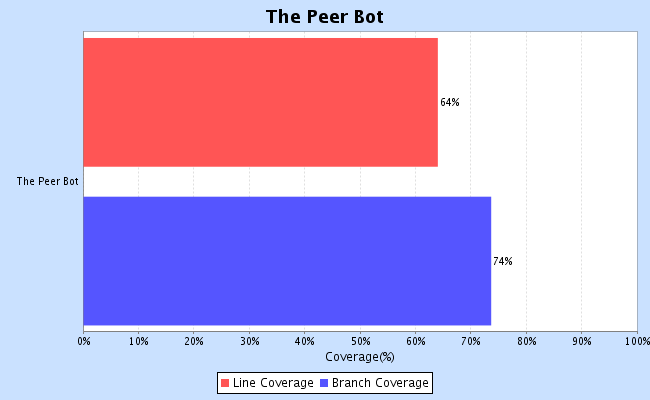 The Peer Bot
64%
The Peer Bot
74%
0% 10% 20% 30% 40% 50% 60% 70% 80% 90% 100%
Coverage(%)
Line Coverage Branch Coverage